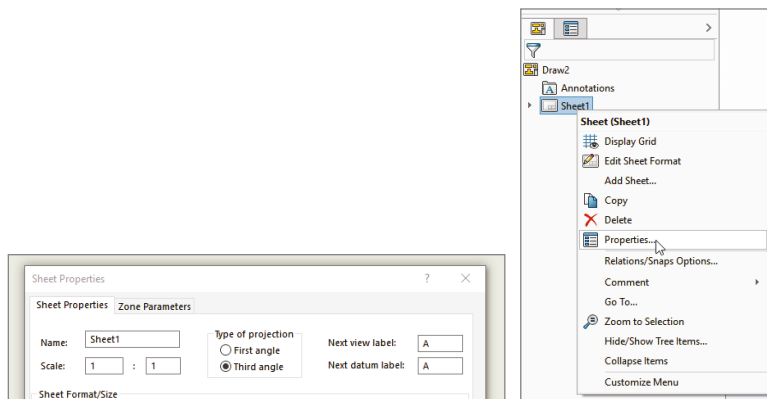 Sheet Properties
?
Sheet Properties
Zone Parameters
Name:
Sheet1
Scale:
1
:
1
Type of projection
First angle
Third angle
Next view label:
A
Next datum label:
A
Sheet Format/Size
Draw2
Annotations
Sheet1
Sheet (Sheet1)
Display Grid
Edit Sheet Format
Add Sheet...
Copy
Delete
Properties...
Relations/Snaps Options...
Comment
Go To...
Zoom to Selection
Hide/Show Tree Items...
Collapse Items
Customize Menu